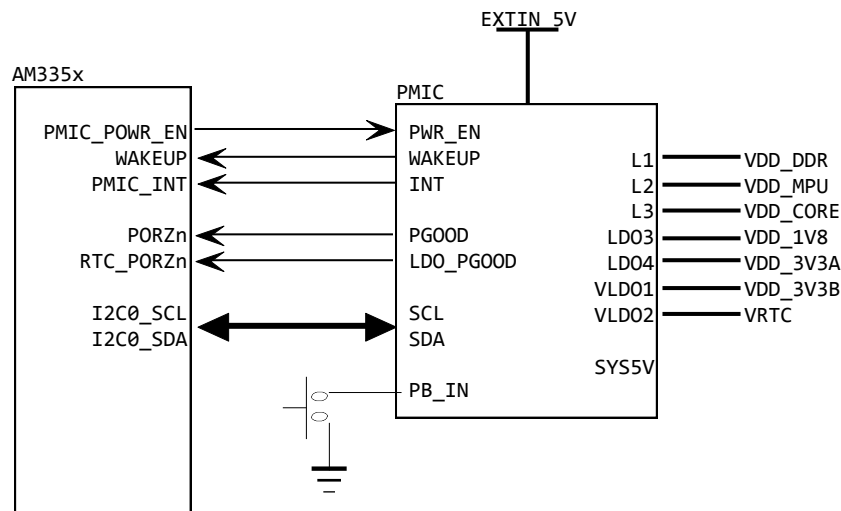 EXTIN_5V
AM335x
PMIC
PMIC_POWR_EN
WAKEUP
PMIC_INT
PORZn
RTC_PORZn
I2C0_SCL
I2C0_SDA
PWR_EN
WAKEUP
INT
PGOOD
LDO_PGOOD
SCL
SDA
PB_IN
L1
L2
L3
LDO3
LDO4
VLDO1
VLDO2
SYS5V
VDD_DDR
VDD_MPU
VDD_CORE
VDD_1V8
VDD_3V3A
VDD_3V3B
VRTC